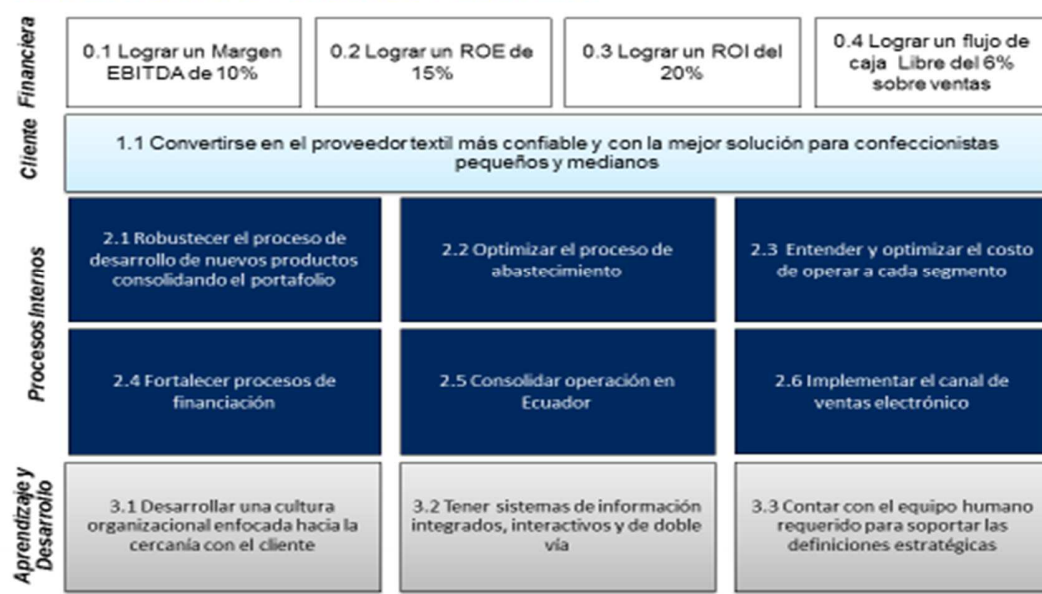 Financiera
0.1 Lograr un Margen
EBITDA de 10%
0.2 Lograr un ROE de
15%
0.3 Lograr un ROI del
20%
0.4 Lograr un flujo de
caja Libre del 6%
sobre ventas
Cliente
1.1 Convertirse en el proveedor textil más confiable y con la mejor solución para confeccionistas
pequeños y medianos
Procesos Internos
2.1 Robustecer el proceso de
desarrollo de nuevos productos
consolidando el portafolio
2.2 Optimizar el proceso de
abastecimiento
2.3 Entender y optimizar el costo
de operar a cada segmento
2.4 Fortalecer procesos de
financiación
2.5 Consolidar operación en
Ecuador
2.6 Implementar el canal de
ventas electrónico
Aprendizaje y
Desarrollo
3.1 Desarrollar una cultura
organizacional enfocada hacia la
cercanía con el cliente
3.2 Tener sistemas de información
integrados, interactivos y de doble
vía
3.3 Contar con el equipo humano
requerido para soportar las
definiciones estratégicas